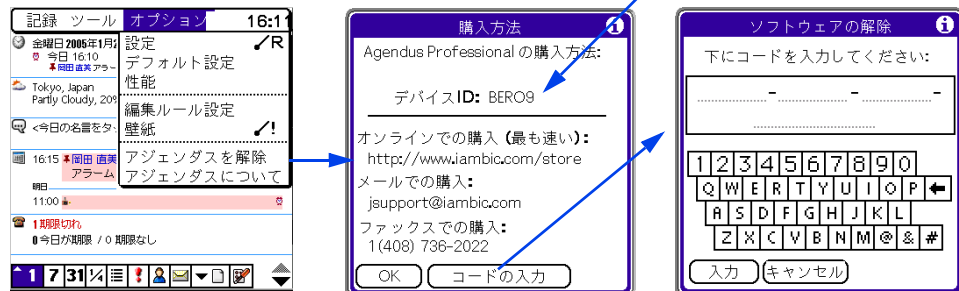 記録 ツール オプション 16:11
設定 /R
デフォルト設定
性能
編集ルール設定
壁紙 /!
アジェンダスを解除
アジェンダスについて
金曜日 2005年1月2
今日 16:10
岡田 直美 アラー
Tokyo, Japan
Partly Cloudy, 20°
<今日の名言をタ
16:15 岡田 直美
アラーム
明日
11:00
1 期限切れ
0 今日が期限 / 0 期限なし
1 7 31
購入方法
Agendus Professional の購入方法:
デバイスID: BERO9
オンラインでの購入 (最も速い):
http://www.iambic.com/store
メールでの購入:
jsupport@iambic.com
ファックスでの購入:
1(408) 736-2022
OK コードの入力
ソフトウェアの解除
下にコードを入力してください:
- - -
1 2 3 4 5 6 7 8 9 0
Q W E R T Y U I O P
A S D F G H J K L
Z X C V B N M @ & #
入力 キャンセル